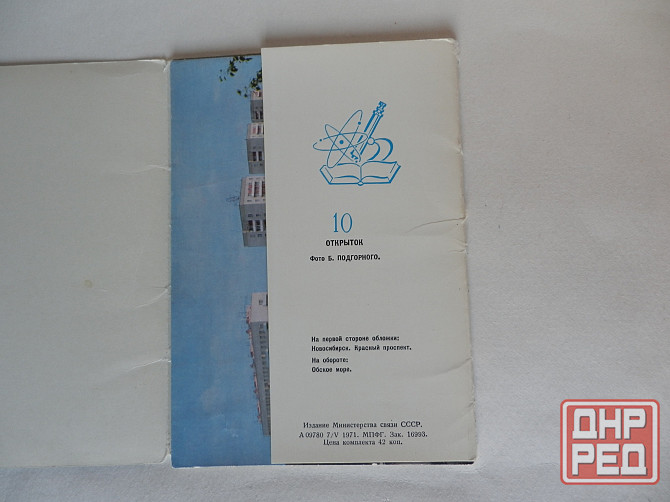 10
ОТКРЫТОК
Фото Б. ПОДГОРНОГО.
На первой стороне обложки:
Новосибирск. Красный проспект.
На обороте:
Обское море.
Издание Министерства связи СССР.
А 09780 7/V 1971. МПФГ. Зак. 16993.
Цена комплекта 42 коп.
ДНР
РЕД